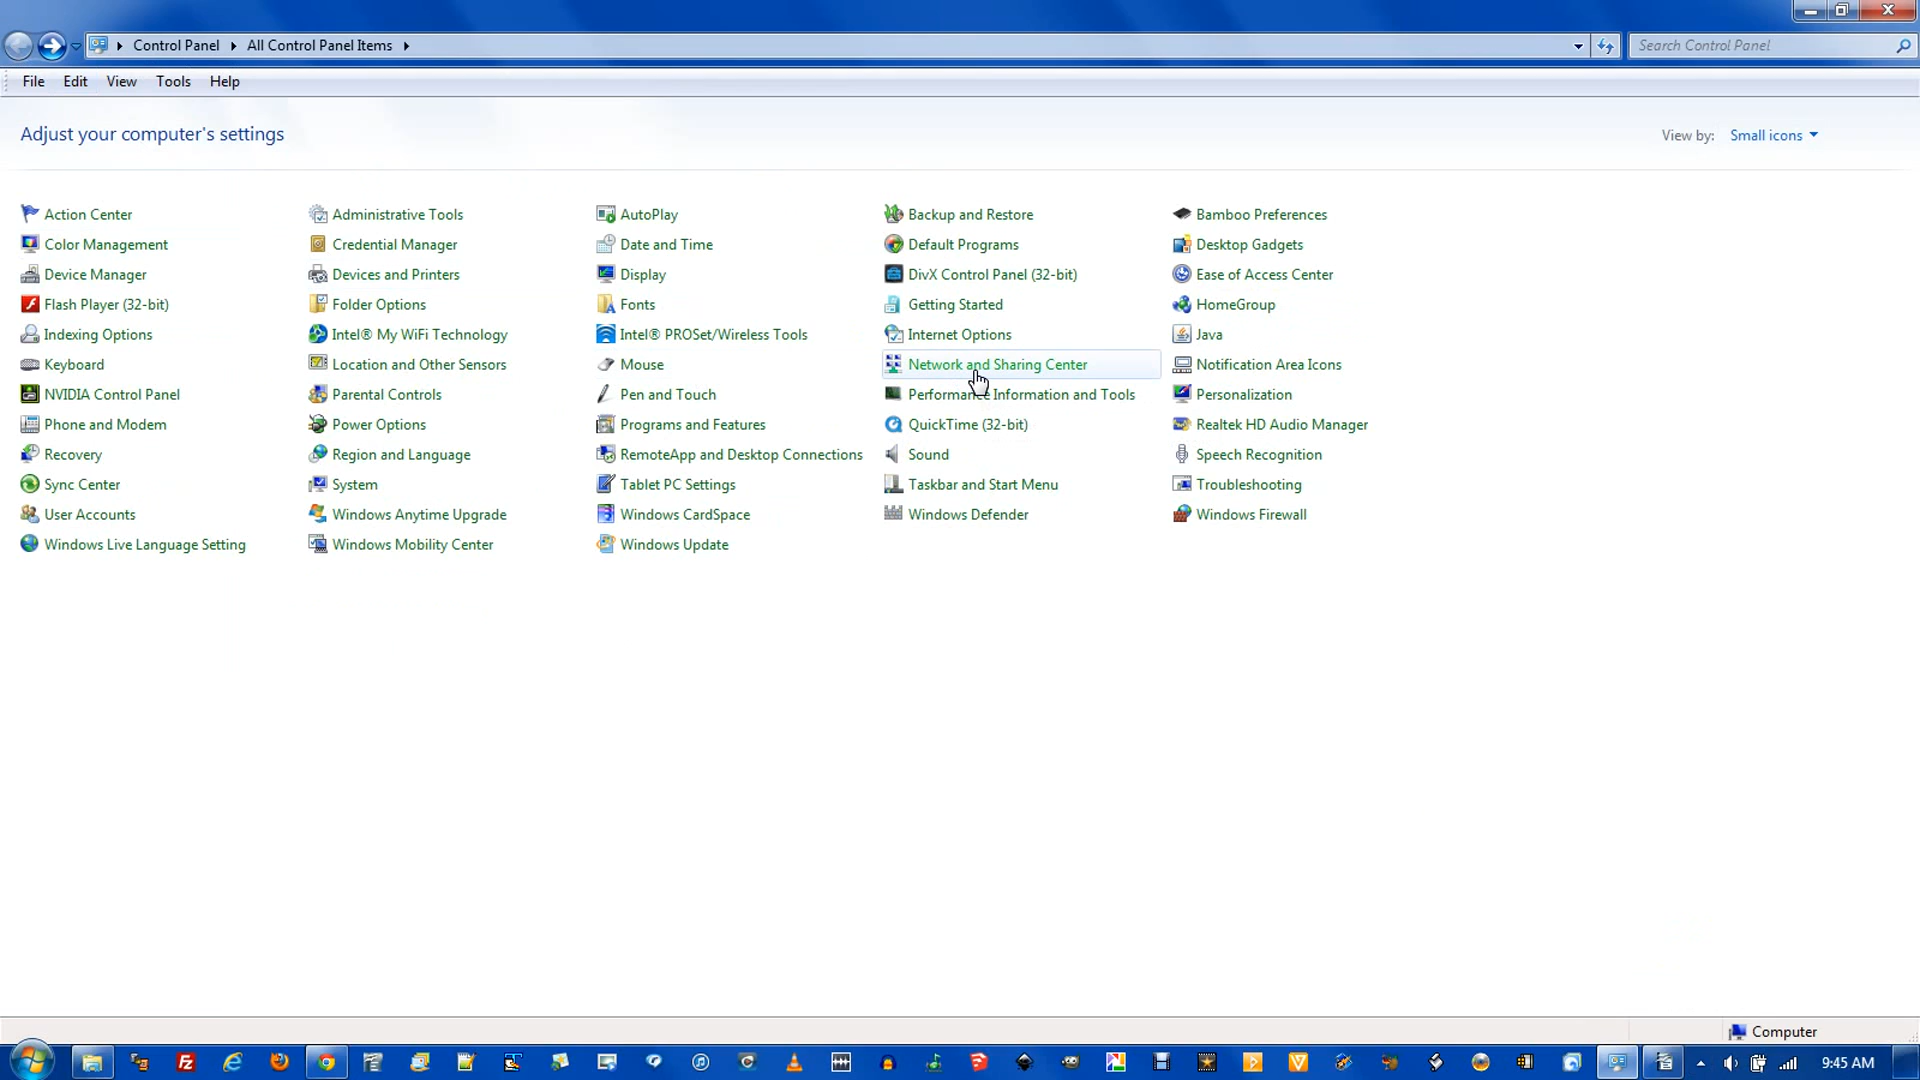 Control Panel All Control Panel Items Search Control Panel
File Edit View Tools Help
Adjust your computer's settings View by: Small icons
Action Center Administrative Tools AutoPlay Backup and Restore Bamboo Preferences
Color Management Credential Manager Date and Time Default Programs Desktop Gadgets
Device Manager Devices and Printers Display DivX Control Panel (32-bit) Ease of Access Center
Flash Player (32-bit) Folder Options Fonts Getting Started HomeGroup
Indexing Options Intel® My WiFi Technology Intel® PROSet/Wireless Tools Internet Options Java
Keyboard Location and Other Sensors Mouse Network and Sharing Center Notification Area Icons
NVIDIA Control Panel Parental Controls Pen and Touch Performance Information and Tools Personalization
Phone and Modem Power Options Programs and Features QuickTime (32-bit) Realtek HD Audio Manager
Recovery Region and Language RemoteApp and Desktop Connections Sound Speech Recognition
Sync Center System Tablet PC Settings Taskbar and Start Menu Troubleshooting
User Accounts Windows Anytime Upgrade Windows CardSpace Windows Defender Windows Firewall
Windows Live Language Setting Windows Mobility Center Windows Update
Computer
9:45 AM